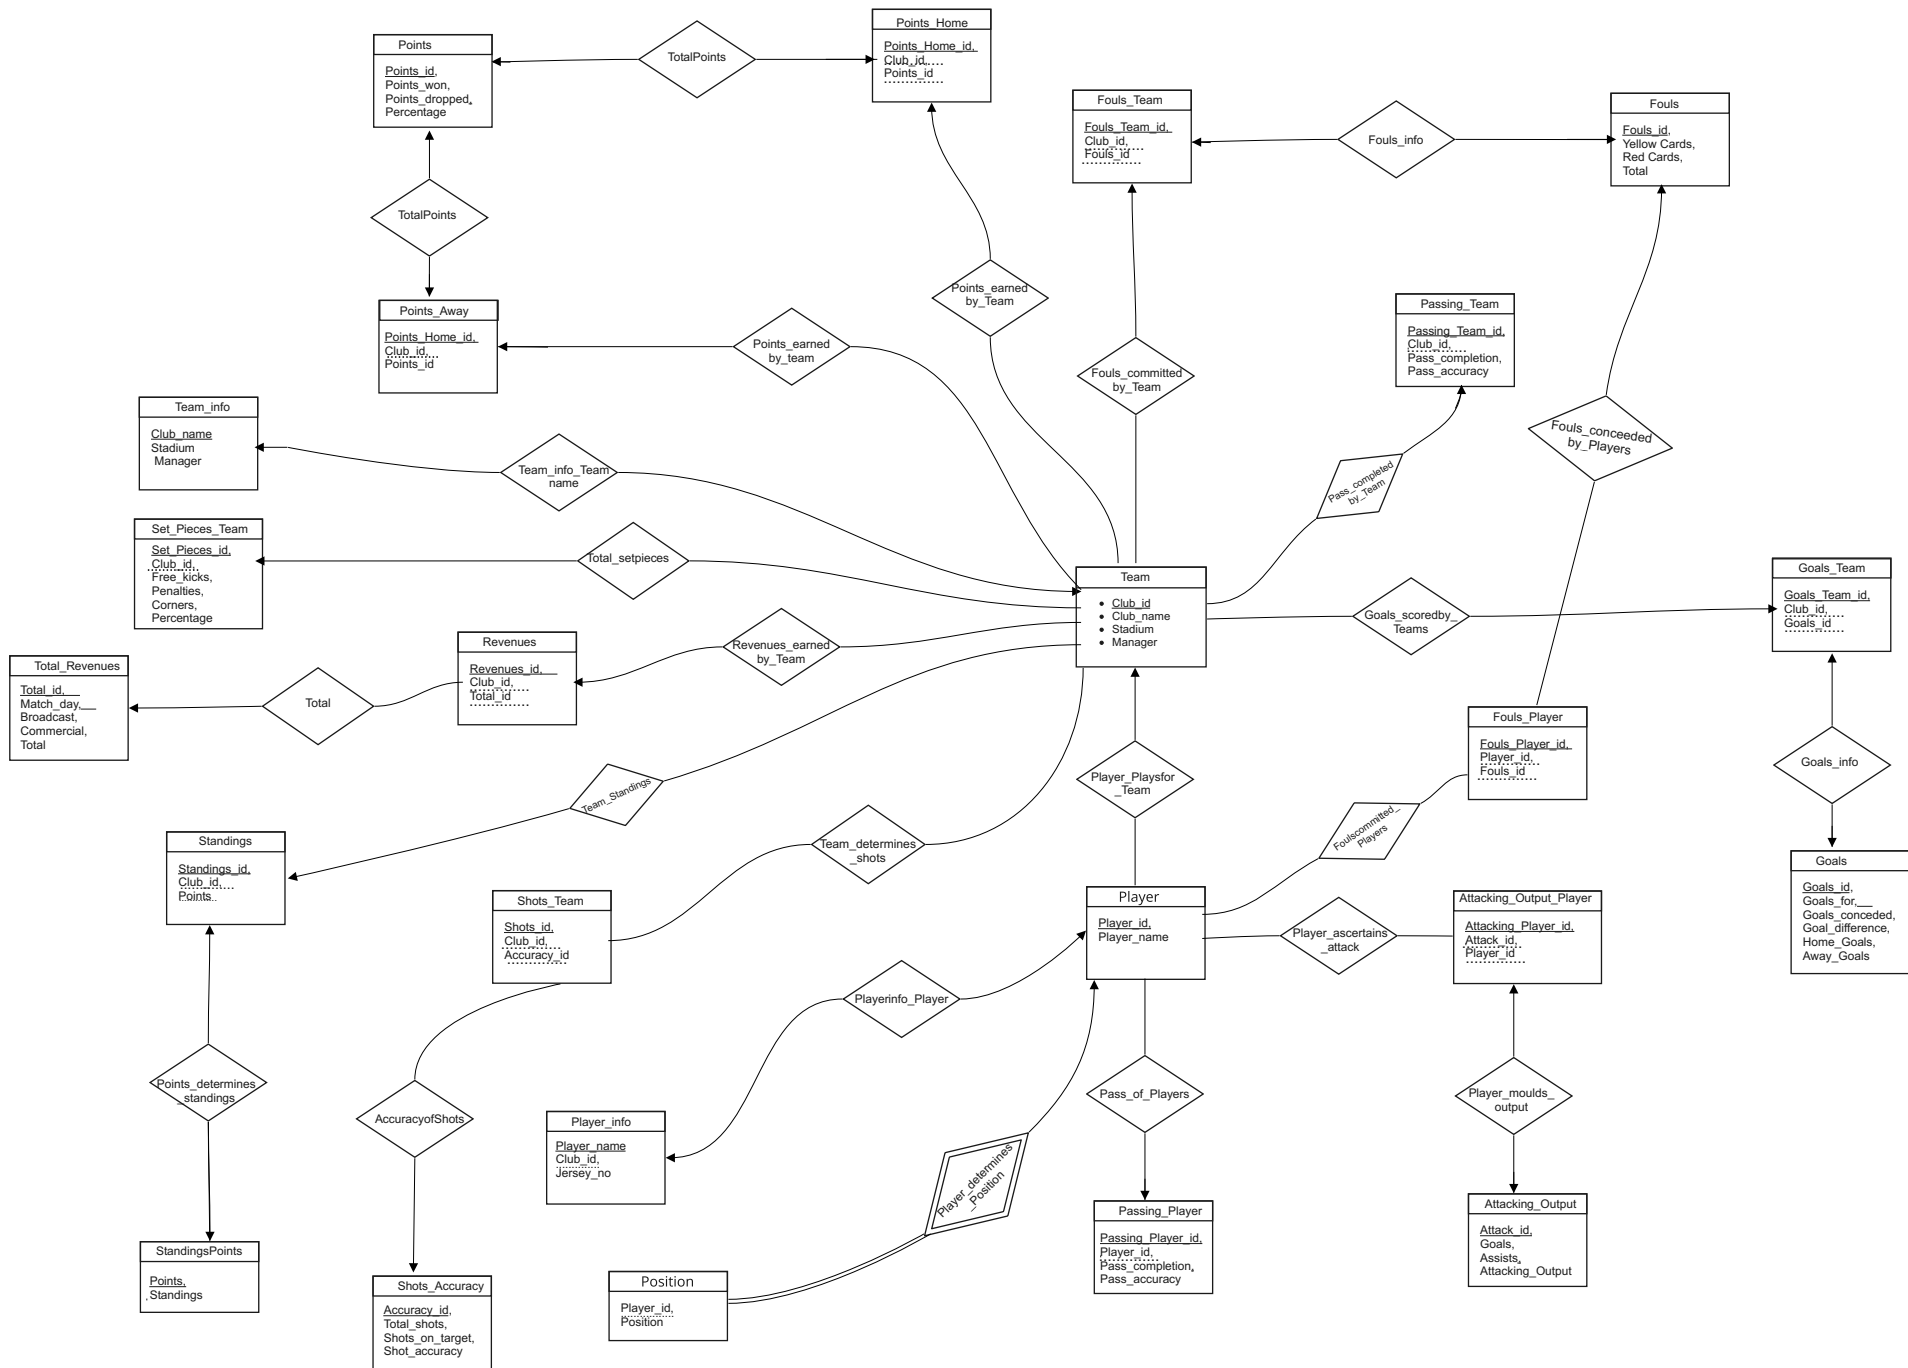 Points_Home
Points_Home_id,
Club_id,
Points_id
Points
Points_id,
Points_won,
Points_dropped,
Percentage
TotalPoints
Fouls_Team
Fouls_Team_id,
Club_id,
Fouls_id
Fouls_info
Fouls
Fouls_id,
Yellow Cards,
Red Cards,
Total
TotalPoints
Points_earned
by_Team
Points_Away
Points_Home_id,
Club_id,
Points_id
Points_earned
by_team
Fouls_committed
by_Team
Passing_Team
Passing_Team_id,
Club_id,
Pass_completion,
Pass_accuracy
Team_info
Club_name
Stadium
Manager
Team_info_Team
name
Pass_completed
by_Team
Fouls_conceeded
by_Players
Set_Pieces_Team
Set_Pieces_id,
Club_id,
Free_kicks,
Penalties,
Corners,
Percentage
Total_setpieces
Team
• Club_id
• Club_name
• Stadium
• Manager
Goals_scoredby_
Teams
Goals_Team
Goals_Team_id,
Club_id,
Goals_id
Total_Revenues
Total_id,
Match_day,
Broadcast,
Commercial,
Total
Total
Revenues
Revenues_id,
Club_id,
Total_id
Revenues_earned
by_Team
Team_Standings
Player_Playsfor
_Team
Fouls_Player
Fouls_Player_id,
Player_id,
Fouls_id
Goals_info
Standings
Standings_id,
Club_id,
Points
Team_determines
_shots
Foulscommitted_
Players
Shots_Team
Shots_id,
Club_id,
Accuracy_id
Player
Player_id,
Player_name
Player_ascertains
_attack
Attacking_Output_Player
Attacking_Player_id,
Attack_id,
Player_id
Goals
Goals_id,
Goals_for,
Goals_conceded,
Goal_difference,
Home_Goals,
Away_Goals
Playerinfo_Player
Points_determines
_standings
AccuracyofShots
Player_info
Player_name
Club_id,
Jersey_no
Player_determines
_Position
Pass_of_Players
Player_moulds_
output
StandingsPoints
Points,
,Standings
Shots_Accuracy
Accuracy_id,
Total_shots,
Shots_on_target,
Shot_accuracy
Position
Player_id,
Position
Passing_Player
Passing_Player_id,
Player_id,
Pass_completion,
Pass_accuracy
Attacking_Output
Attack_id,
Goals,
Assists,
Attacking_Output